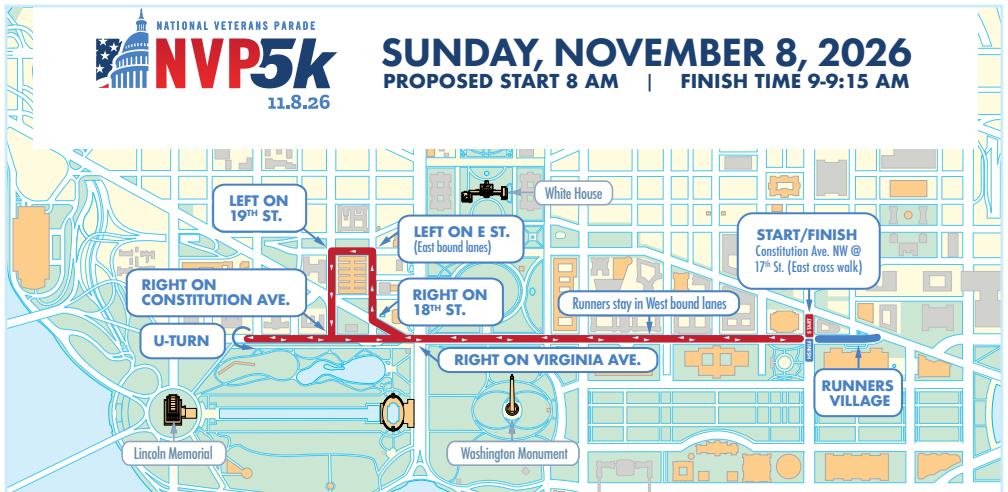 NATIONAL VETERANS PARADE
NVP5k
11.8.26
SUNDAY, NOVEMBER 8, 2026
PROPOSED START 8 AM | FINISH TIME 9-9:15 AM
White House
LEFT ON
19TH ST.
LEFT ON E ST.
(East bound lanes)
START/FINISH
Constitution Ave. NW @
17th St. (East cross walk)
RIGHT ON
CONSTITUTION AVE.
RIGHT ON
18TH ST.
Runners stay in West bound lanes
START
FINISH
U-TURN
RIGHT ON VIRGINIA AVE.
RUNNERS
VILLAGE
Lincoln Memorial
Washington Monument